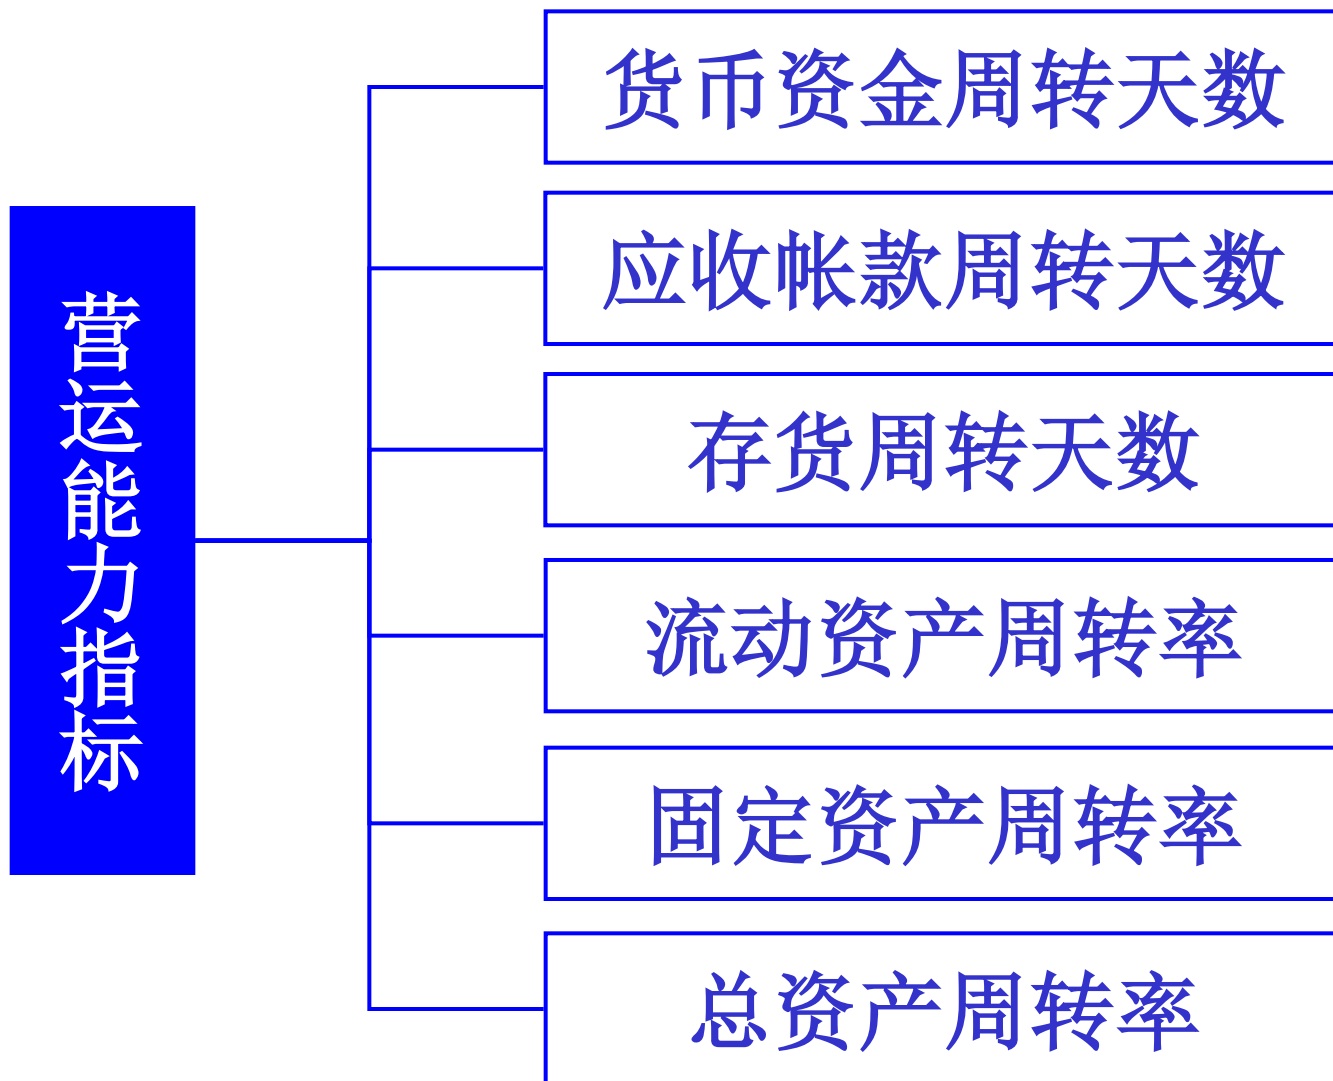 营运能力指标
货币资金周转天数
应收帐款周转天数
存货周转天数
流动资产周转率
固定资产周转率
总资产周转率